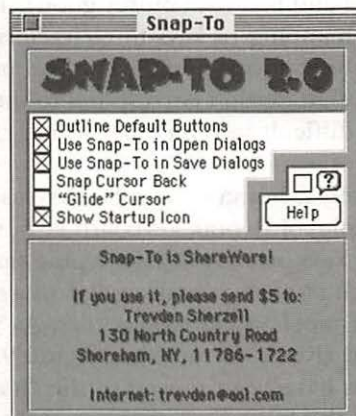 Snap-To
SNAP-TO 2.0
Outline Default Buttons
Use Snap-To in Open Dialogs
Use Snap-To in Save Dialogs
Snap Cursor Back
“Glide” Cursor
Show Startup Icon
?
Help
Snap-To is ShareWare!
If you use it, please send $5 to:
Trevden Sherzell
130 North Country Road
Shoreham, NY, 11786-1722
Internet: trevden@aol.com